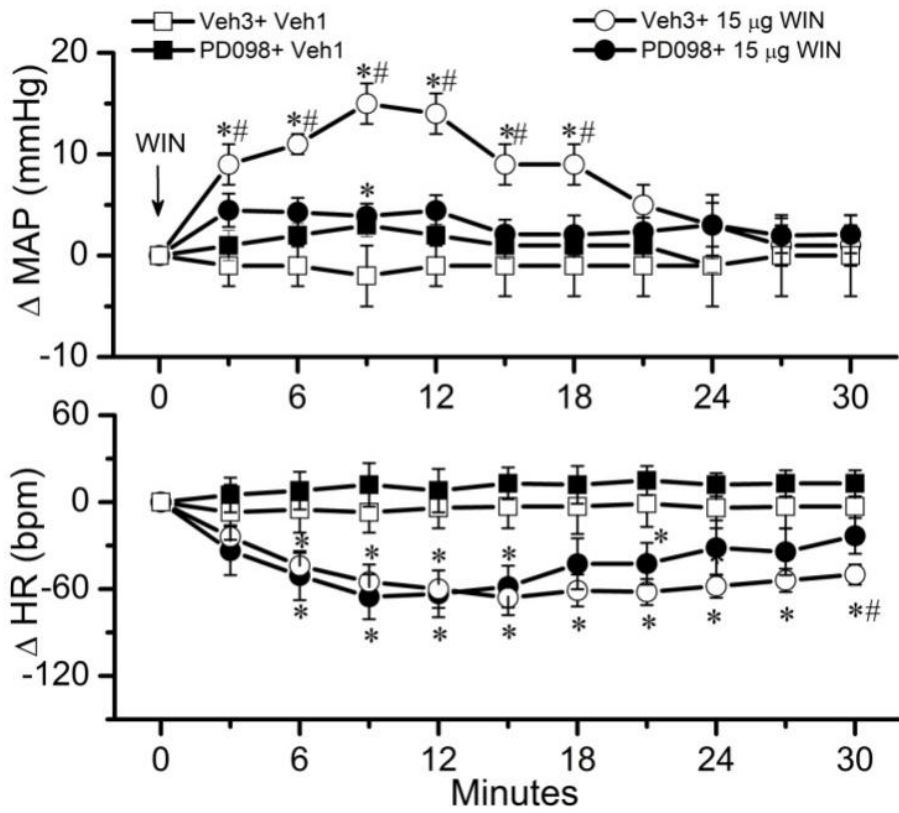 Veh3+ Veh1 Veh3+ 15 µg WIN
PD098+ Veh1 PD098+ 15 µg WIN
20
*#
*#
*#
*#
*#
*#
WIN
10
*
Δ MAP (mmHg)
0
-10
0 6 12 18 24 30
60
Δ HR (bpm)
0
* * * * *
-60
*
* * * * * * * *
*#
-120
0 6 12 18 24 30
Minutes